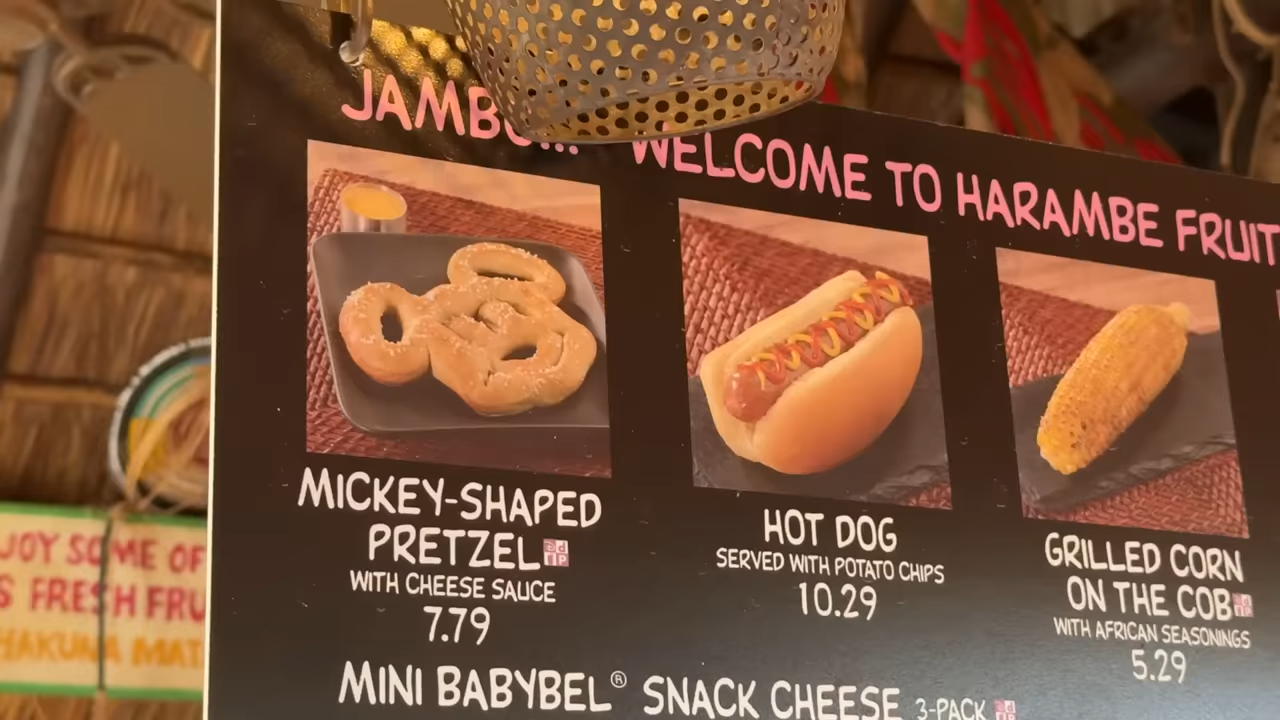 JAMBO... WELCOME TO HARAMBE FRUIT
MICKEY-SHAPED
PRETZEL
WITH CHEESE SAUCE
7.79
HOT DOG
SERVED WITH POTATO CHIPS
10.29
GRILLED CORN
ON THE COB
WITH AFRICAN SEASONINGS
5.29
MINI BABYBEL® SNACK CHEESE 3-PACK
JOY SOME OF
S FRESH FRU
HAKUNA MAT